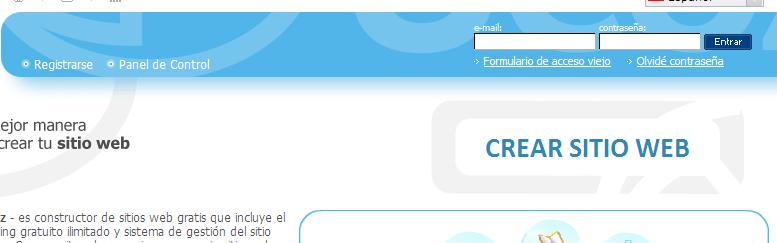 e-mail:
contraseña:
Entrar
Registrarse
Panel de Control
Formulario de acceso viejo
Olvidé contraseña
ejor manera
crear tu sitio web
CREAR SITIO WEB
z - es constructor de sitios web gratis que incluye el
ing gratuito ilimitado y sistema de gestión del sitio